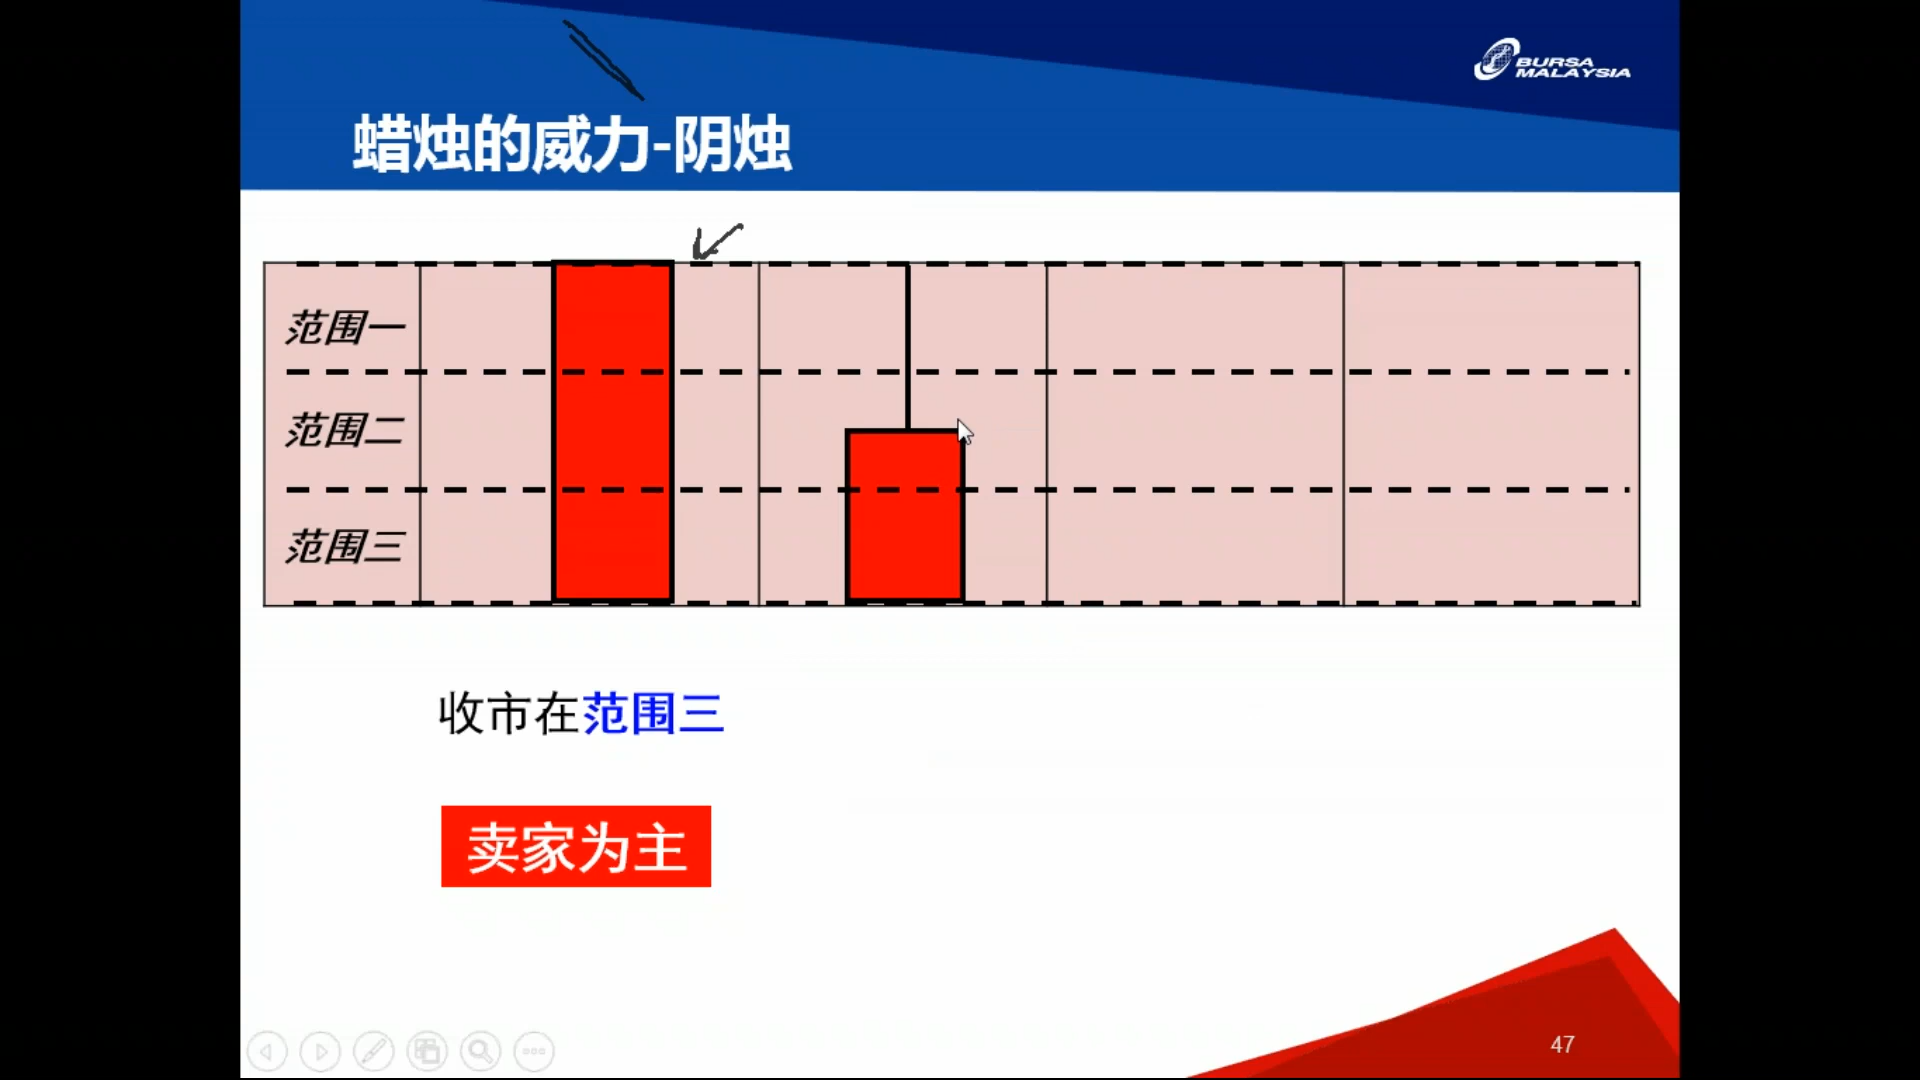 BURSA
MALAYSIA
蜡烛的威力-阴烛
范围一
范围二
范围三
收市在范围三
卖家为主
47